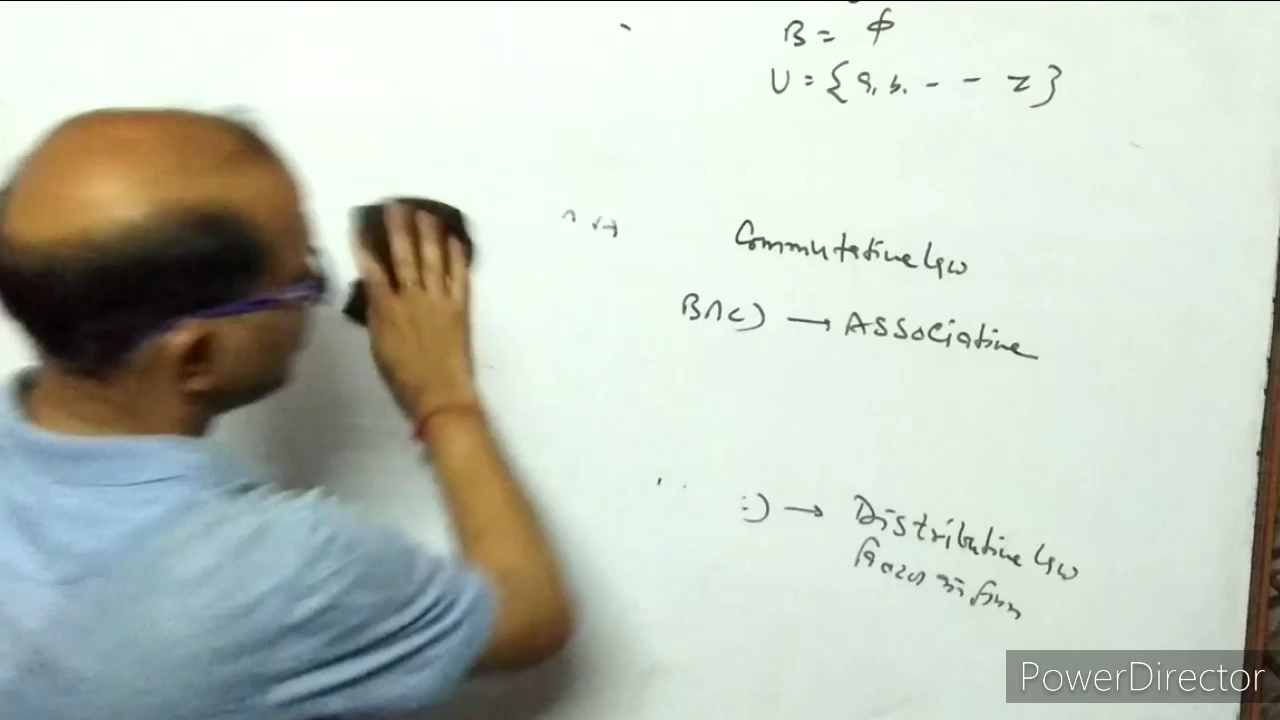 B = φ
U = {a, b, - - z}
Commutative law
B∩C) → Associative
:) → Distributive law
PowerDirector